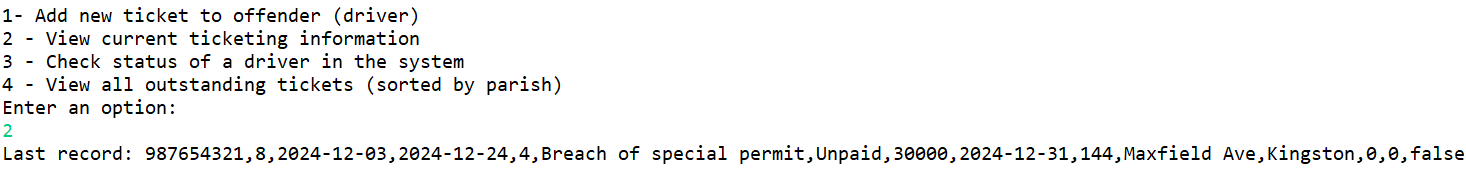 1- Add new ticket to offender (driver)
2 - View current ticketing information
3 - Check status of a driver in the system
4 - View all outstanding tickets (sorted by parish)
Enter an option:
2
Last record: 987654321,8,2024-12-03,2024-12-24,4,Breach of special permit,Unpaid,30000,2024-12-31,144,Maxfield Ave,Kingston,0,0,false